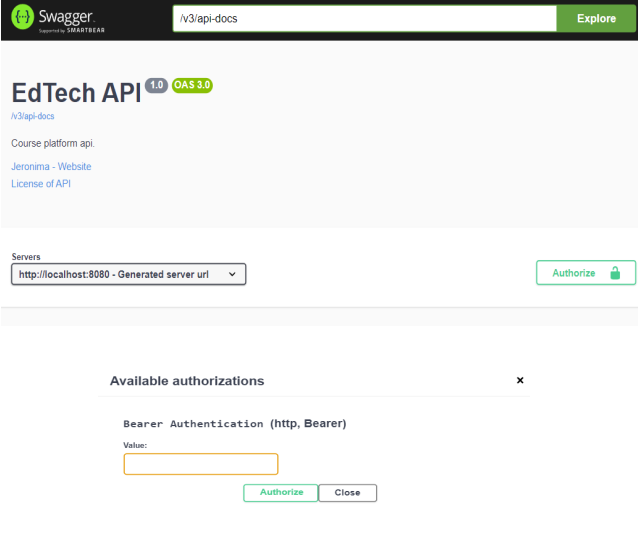 Swagger.
Supported by SMARTBEAR
/v3/api-docs
Explore
EdTech API 1.0 OAS 3.0
/v3/api-docs
Course platform api.
Jeronima - Website
License of API
Servers
http://localhost:8080 - Generated server url
Authorize
Available authorizations ×
Bearer Authentication (http, Bearer)
Value:
Authorize Close